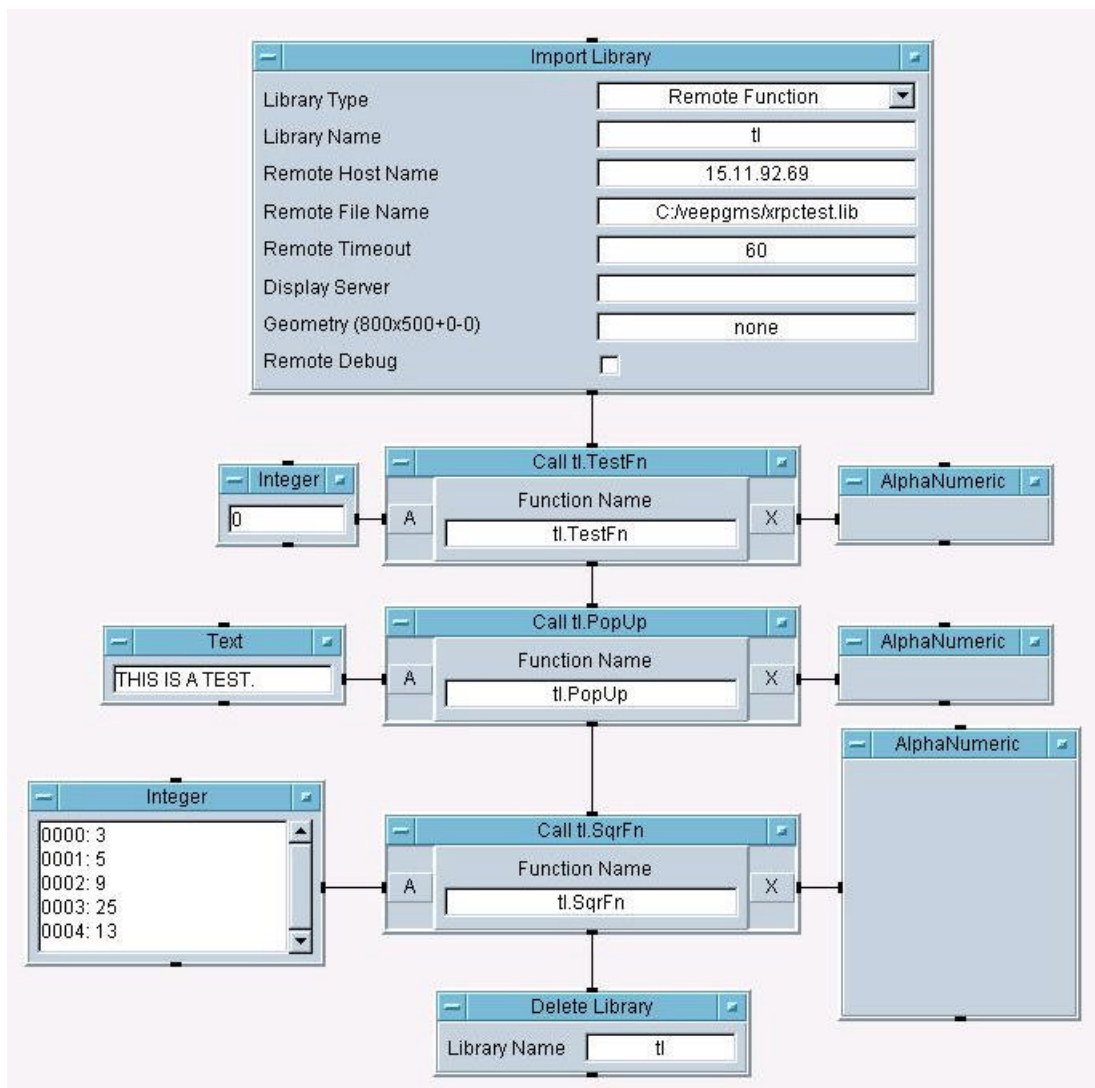 Import Library
Library Type Remote Function
Library Name tl
Remote Host Name 15.11.92.69
Remote File Name C:/veepgms/xrpctest.lib
Remote Timeout 60
Display Server
Geometry (800x500+0-0) none
Remote Debug
Call tl.TestFn
Integer
AlphaNumeric
Function Name
0
A
X
tl.TestFn
Call tl.PopUp
Text
AlphaNumeric
Function Name
THIS IS A TEST.
A
X
tl.PopUp
AlphaNumeric
Integer
0000: 3
0001: 5
0002: 9
0003: 25
0004: 13
Call tl.SqrFn
Function Name
A
X
tl.SqrFn
Delete Library
Library Name tl